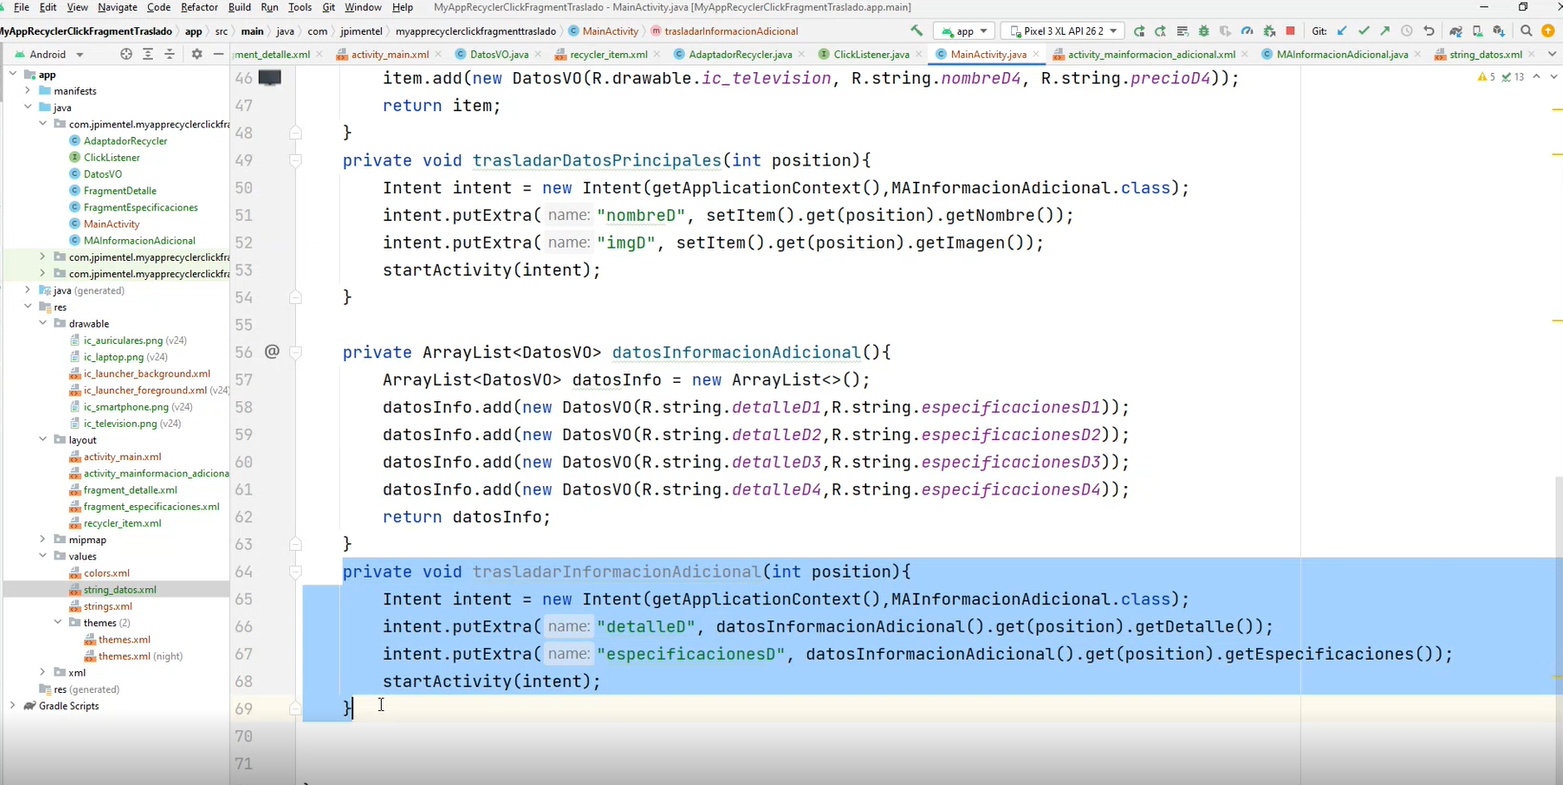 File Edit View Navigate Code Refactor Build Run Tools Git Window Help MyAppRecyclerClickFragmentTraslado - MainActivity.java [MyAppRecyclerClickFragmentTraslado.app.main]
MyAppRecyclerClickFragmentTraslado app src main java com jpimentel myapprecyclerclickfragmenttraslado MainActivity trasladarInformacionAdicional app Pixel 3 XL API 26 2 Git:
Android ment_detalle.xml activity_main.xml DatosVO.java recycler_item.xml AdaptadorRecycler.java ClickListener.java MainActivity.java activity_mainformacion_adicional.xml MAInformacionAdicional.java string_datos.xml
app
manifests
java
com.jpimentel.myapprecyclerclickfra
AdaptadorRecycler
ClickListener
DatosVO
FragmentDetalle
FragmentEspecificaciones
MainActivity
MAInformacionAdicional
com.jpimentel.myapprecyclerclickfra
com.jpimentel.myapprecyclerclickfra
java (generated)
res
drawable
ic_auriculares.png (v24)
ic_laptop.png (v24)
ic_launcher_background.xml
ic_launcher_foreground.xml (v24)
ic_smartphone.png (v24)
ic_television.png (v24)
layout
activity_main.xml
activity_mainformacion_adiciona
fragment_detalle.xml
fragment_especificaciones.xml
recycler_item.xml
mipmap
values
colors.xml
string_datos.xml
strings.xml
themes (2)
themes.xml
themes.xml (night)
xml
res (generated)
Gradle Scripts
5 13
46 item.add(new DatosVO(R.drawable.ic_television, R.string.nombreD4, R.string.precioD4));
47 return item;
48 }
49 private void trasladarDatosPrincipales(int position){
50 Intent intent = new Intent(getApplicationContext(),MAInformacionAdicional.class);
51 intent.putExtra( name: "nombreD", setItem().get(position).getNombre());
52 intent.putExtra( name: "imgD", setItem().get(position).getImagen());
53 startActivity(intent);
54 }
55
56 @ private ArrayList<DatosVO> datosInformacionAdicional(){
57 ArrayList<DatosVO> datosInfo = new ArrayList<>();
58 datosInfo.add(new DatosVO(R.string.detalleD1,R.string.especificacionesD1));
59 datosInfo.add(new DatosVO(R.string.detalleD2,R.string.especificacionesD2));
60 datosInfo.add(new DatosVO(R.string.detalleD3,R.string.especificacionesD3));
61 datosInfo.add(new DatosVO(R.string.detalleD4,R.string.especificacionesD4));
62 return datosInfo;
63 }
64 private void trasladarInformacionAdicional(int position){
65 Intent intent = new Intent(getApplicationContext(),MAInformacionAdicional.class);
66 intent.putExtra( name: "detalleD", datosInformacionAdicional().get(position).getDetalle());
67 intent.putExtra( name: "especificacionesD", datosInformacionAdicional().get(position).getEspecificaciones());
68 startActivity(intent);
69 }
70
71